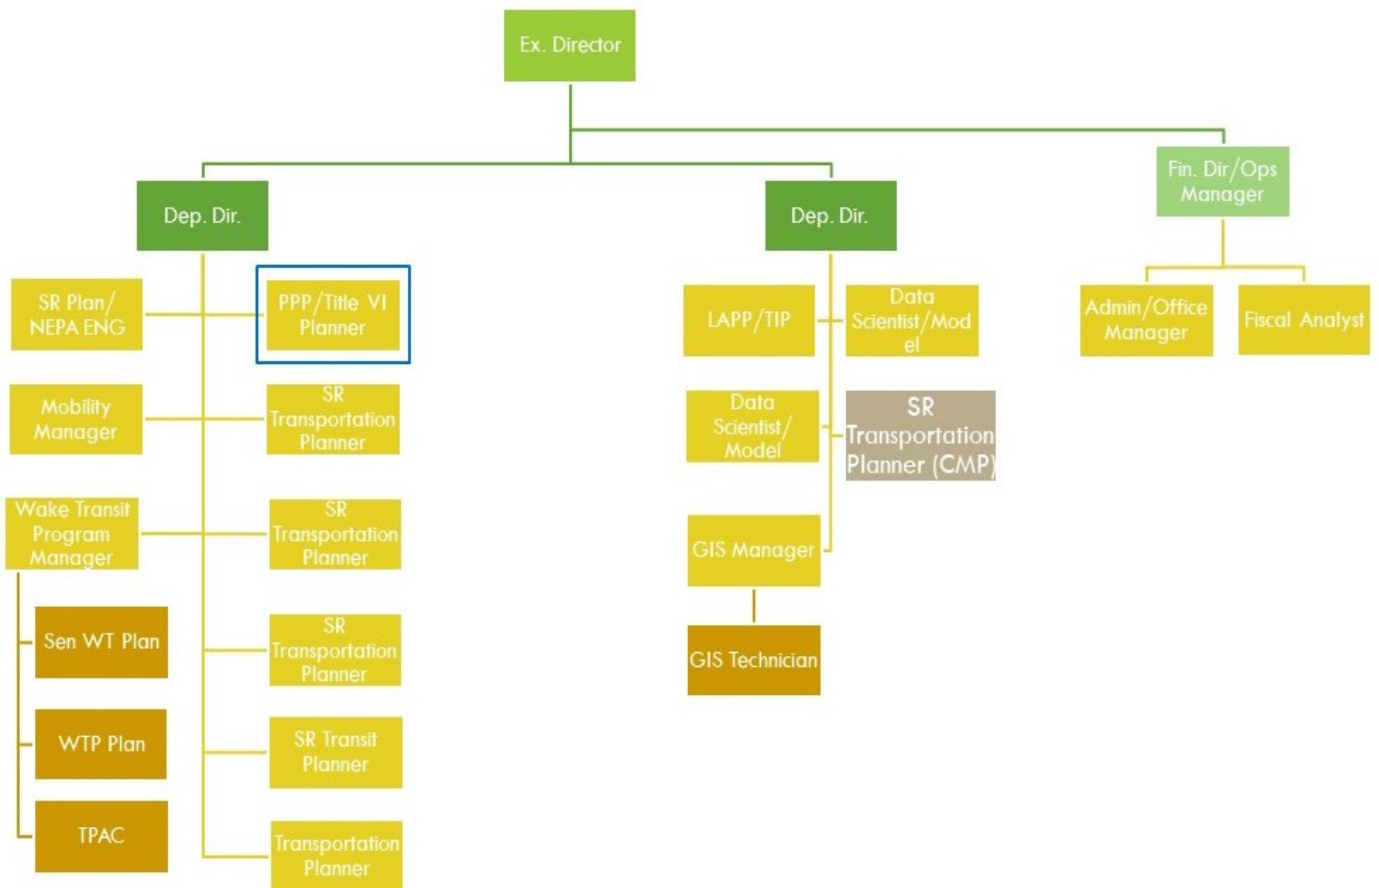 Ex. Director
Fin. Dir/Ops
Manager
Dep. Dir.
Dep. Dir.
SR Plan/
NEPA ENG
PPP/Title VI
Planner
LAPP/TIP
Data
Scientist/Mod
el
Admin/Office
Manager
Fiscal Analyst
Mobility
Manager
SR
Transportation
Planner
Data
Scientist/
Model
SR
Transportation
Planner (CMP)
Wake Transit
Program
Manager
SR
Transportation
Planner
GIS Manager
Sen WT Plan
SR
Transportation
Planner
GIS Technician
WTP Plan
SR Transit
Planner
TPAC
Transportation
Planner